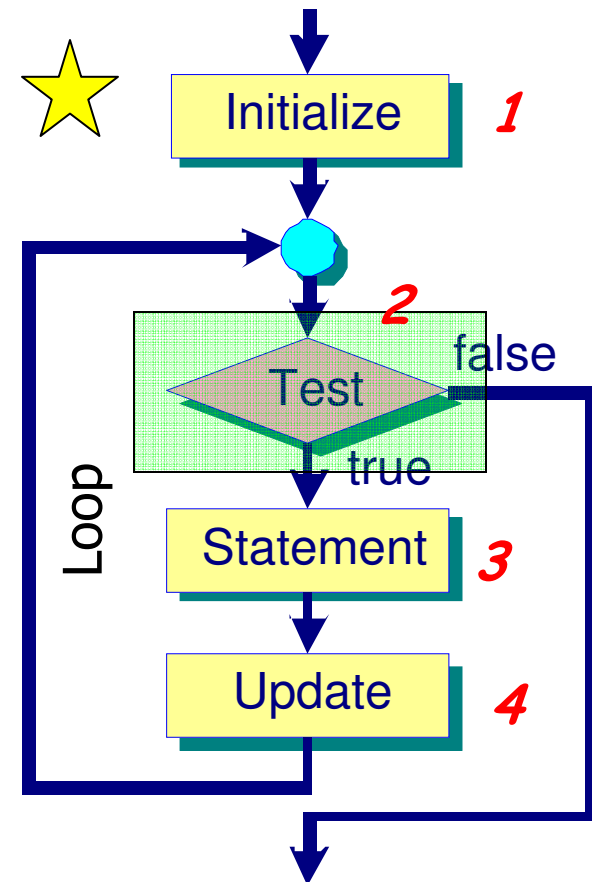 Initialize
1
2
Test
false
true
Loop
Statement
3
Update
4